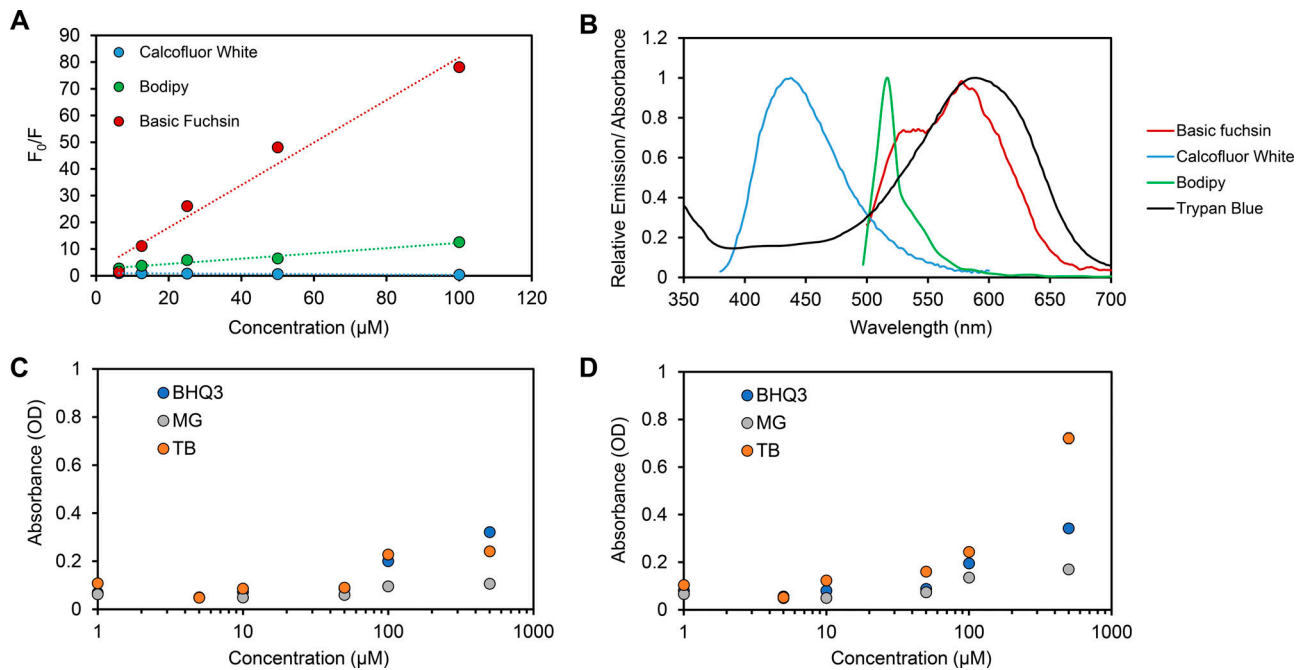 A
90
80
70
60
50
40
30
20
10
0
F₀/F
0 20 40 60 80 100 120
Concentration (µM)
Calcofluor White
Bodipy
Basic Fuchsin
B
1.2
1
0.8
0.6
0.4
0.2
0
Relative Emission/ Absorbance
350 400 450 500 550 600 650 700
Wavelength (nm)
Basic fuchsin
Calcofluor White
Bodipy
Trypan Blue
C
1
0.8
0.6
0.4
0.2
0
Absorbance (OD)
1 10 100 1000
Concentration (µM)
BHQ3
MG
TB
D
1
0.8
0.6
0.4
0.2
0
Absorbance (OD)
1 10 100 1000
Concentration (µM)
BHQ3
MG
TB